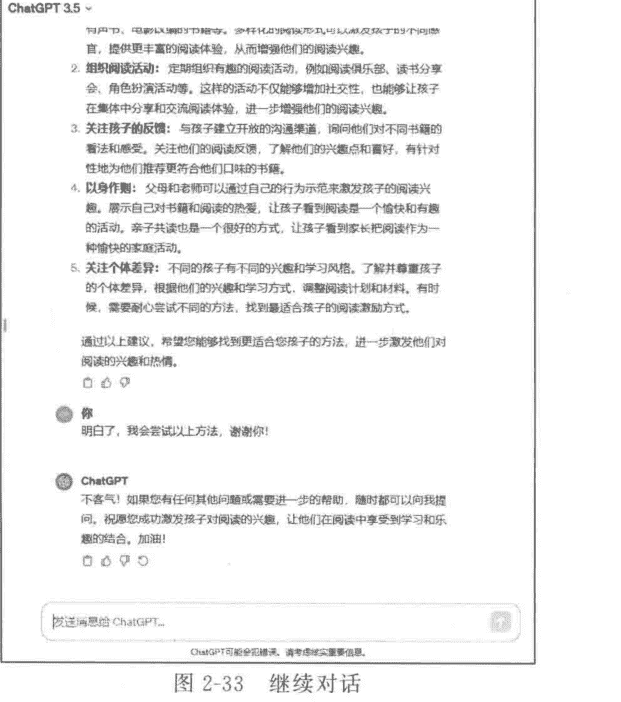 ChatGPT 3.5
有声书、电影改编的书籍等。多样化的阅读形式可以激发孩子的不同感
官，提供更丰富的阅读体验，从而增强他们的阅读兴趣。
2. 组织阅读活动： 定期组织有趣的阅读活动，例如阅读俱乐部、读书分享
会、角色扮演活动等。这样的活动不仅能够增加社交性，也能够让孩子
在集体中分享和交流阅读体验，进一步增强他们的阅读兴趣。
3. 关注孩子的反馈： 与孩子建立开放的沟通渠道，询问他们对不同书籍的
看法和感受。关注他们的阅读反馈，了解他们的兴趣点和喜好，有针对
性地为他们推荐更符合他们口味的书籍。
4. 以身作则： 父母和老师可以通过自己的行为示范来激发孩子的阅读兴
趣。展示自己对书籍和阅读的热爱，让孩子看到阅读是一个愉快和有趣
的活动。亲子共读也是一个很好的方式，让孩子看到家长把阅读作为一
种愉快的家庭活动。
5. 关注个体差异： 不同的孩子有不同的兴趣和学习风格。了解并尊重孩子
的个体差异，根据他们的兴趣和学习方式，调整阅读计划和材料。有时
候，需要耐心尝试不同的方法，找到最适合孩子的阅读激励方式。
通过以上建议，希望您能够找到更适合您孩子的方法，进一步激发他们对
阅读的兴趣和热情。
你
明白了，我会尝试以上方法，谢谢你！
ChatGPT
不客气！如果您有任何其他问题或需要进一步的帮助，随时都可以向我提
问。祝愿您成功激发孩子对阅读的兴趣，让他们在阅读中享受到学习和乐
趣的结合。加油！
发送消息给 ChatGPT...
ChatGPT可能会犯错误。请考虑核实重要信息。
图 2-33 继续对话